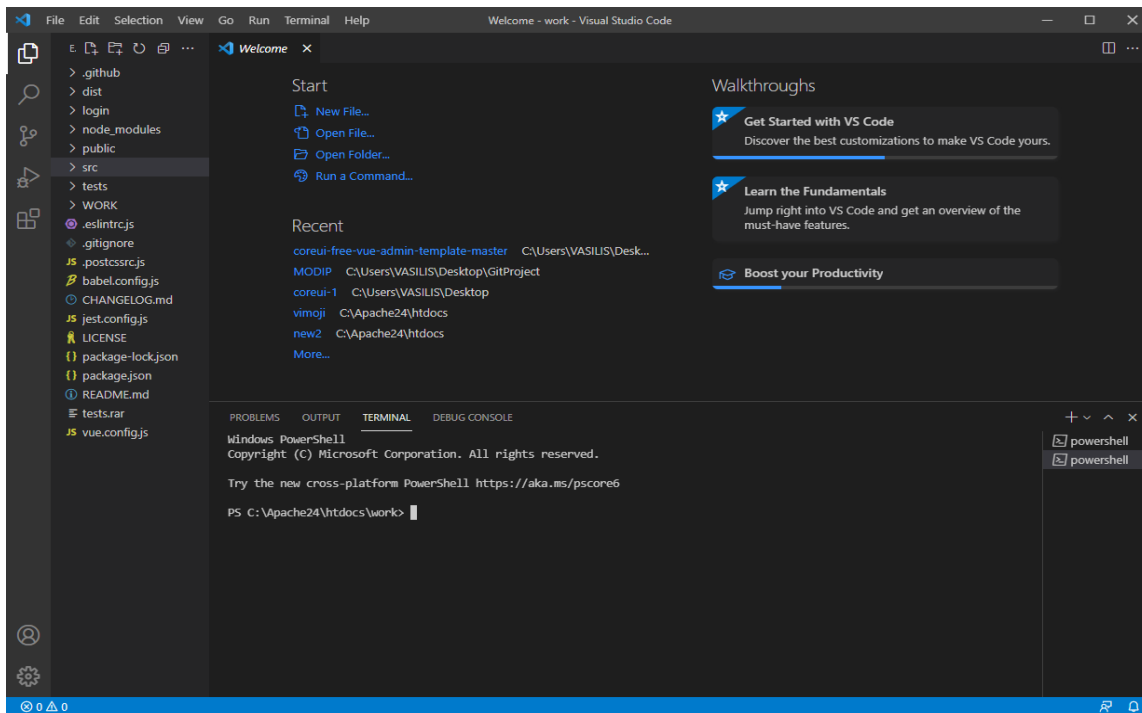 File Edit Selection View Go Run Terminal Help Welcome - work - Visual Studio Code
E.
.github
dist
login
node_modules
public
src
tests
WORK
.eslintrc.js
.gitignore
JS .postcssrc.js
babel.config.js
CHANGELOG.md
JS jest.config.js
LICENSE
{} package-lock.json
{} package.json
README.md
tests.rar
JS vue.config.js
Welcome
Start
New File...
Open File...
Open Folder...
Run a Command...
Recent
coreui-free-vue-admin-template-master C:\Users\VASILIS\Desk...
MODIP C:\Users\VASILIS\Desktop\GitProject
coreui-1 C:\Users\VASILIS\Desktop
vimoji C:\Apache24\htdocs
new2 C:\Apache24\htdocs
More...
Walkthroughs
Get Started with VS Code
Discover the best customizations to make VS Code yours.
Learn the Fundamentals
Jump right into VS Code and get an overview of the
must-have features.
Boost your Productivity
PROBLEMS OUTPUT TERMINAL DEBUG CONSOLE
Windows PowerShell
Copyright (C) Microsoft Corporation. All rights reserved.
Try the new cross-platform PowerShell https://aka.ms/pscore6
PS C:\Apache24\htdocs\work>
powershell
powershell
0 0